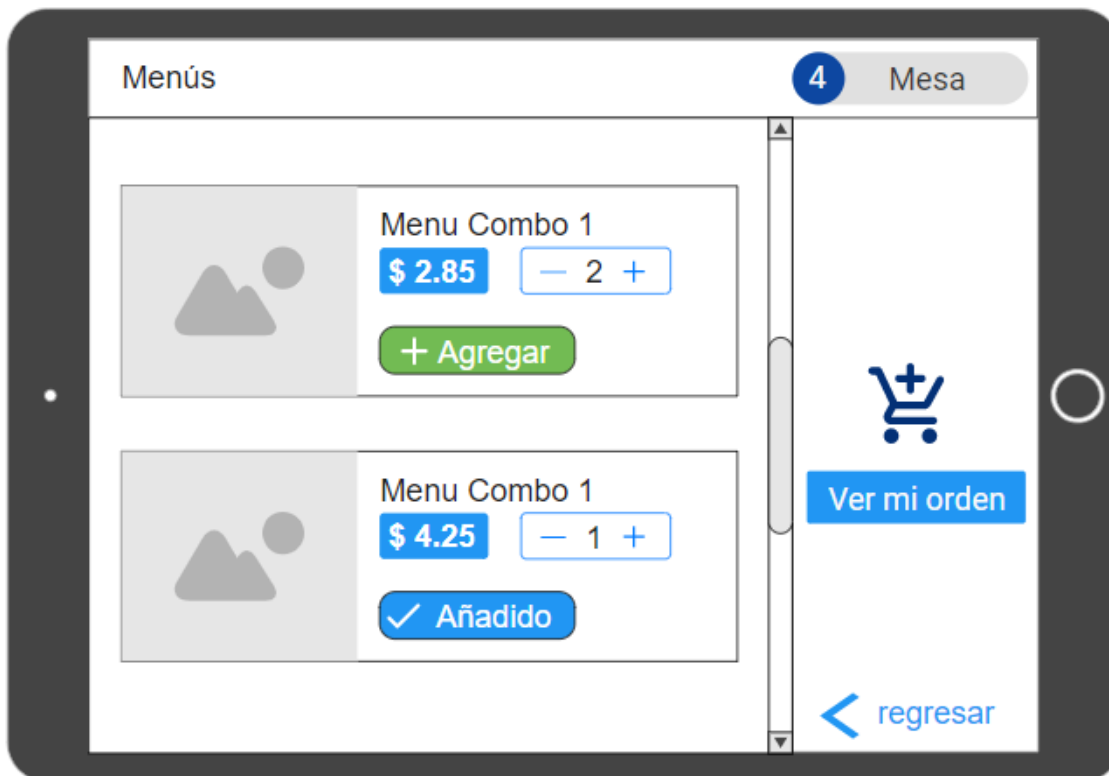 Menús
4 Mesa
Menu Combo 1
$ 2.85 — 2 +
+ Agregar
Menu Combo 1
$ 4.25 — 1 +
Añadido
Ver mi orden
regresar